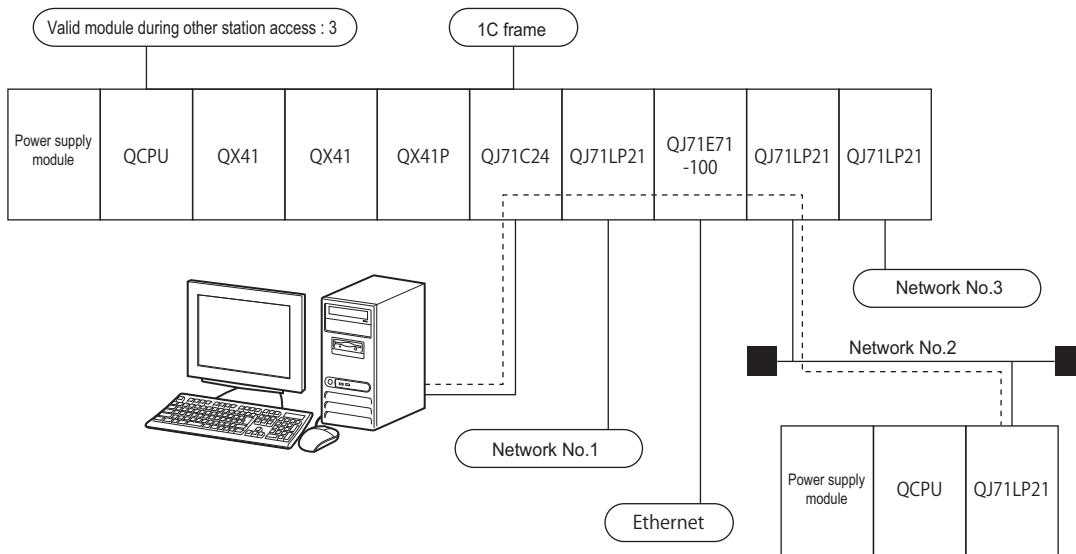 Valid module during other station access : 3
1C frame
Power supply
module
QCPU
QX41
QX41
QX41P
QJ71C24
QJ71LP21
QJ71E71
-100
QJ71LP21
QJ71LP21
Network No.3
Network No.2
Network No.1
Ethernet
Power supply
module
QCPU
QJ71LP21